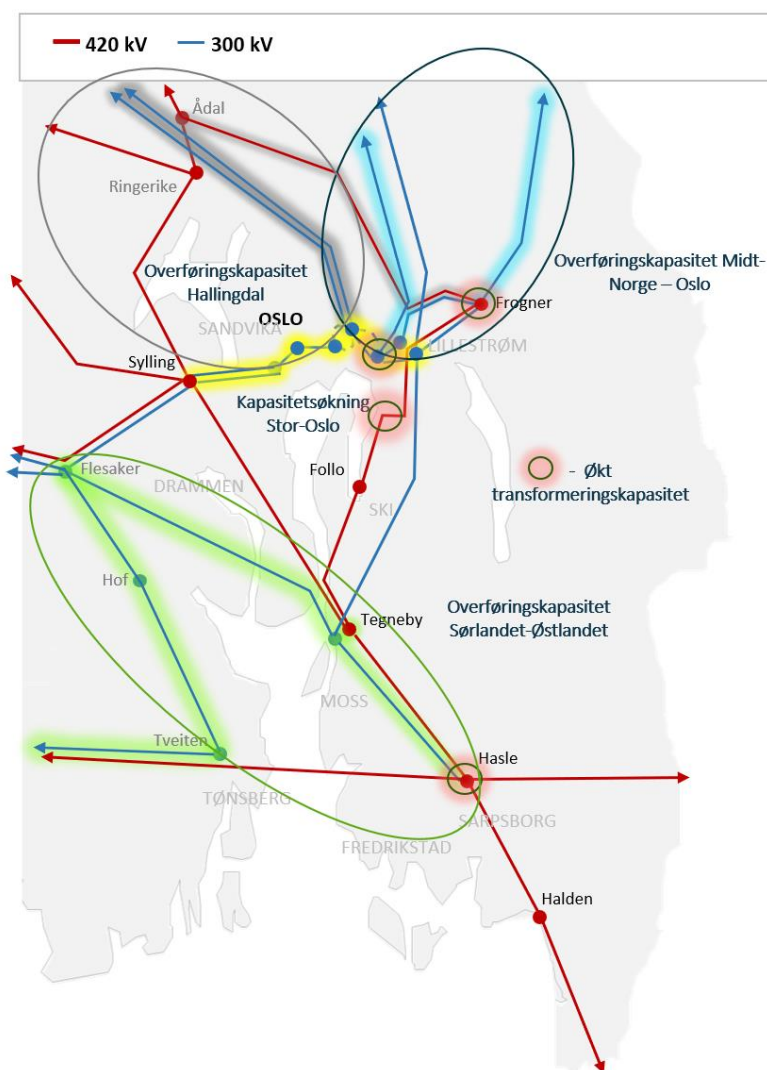 420 kV
300 kV
Ådal
Ringerike
Overføringskapasitet
Hallingdal
Overføringskapasitet Midt-
Norge – Oslo
Frogner
SANDVIKA
OSLO
LILLESTRØM
Sylling
Kapasitetsøkning
Stor-Oslo
Flesaker
DRAMMEN
Follo
SKI
- Økt
transformeringskapasitet
Hof
Tegneby
Overføringskapasitet
Sørlandet-Østlandet
MOSS
Tveiten
Hasle
TØNSBERG
SARPSBORG
FREDRIKSTAD
Halden